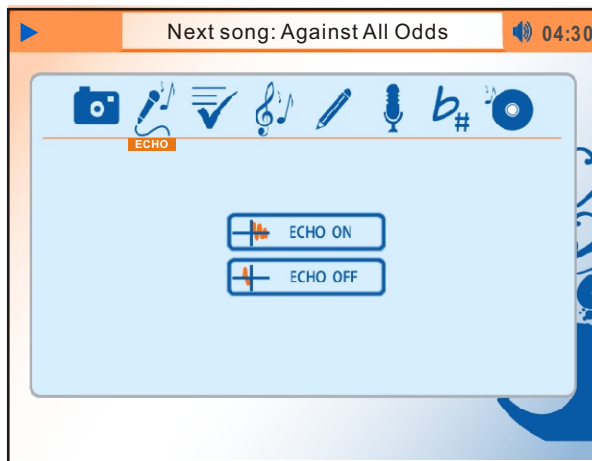 Next song: Against All Odds
04:30
ECHO
ECHO ON
ECHO OFF